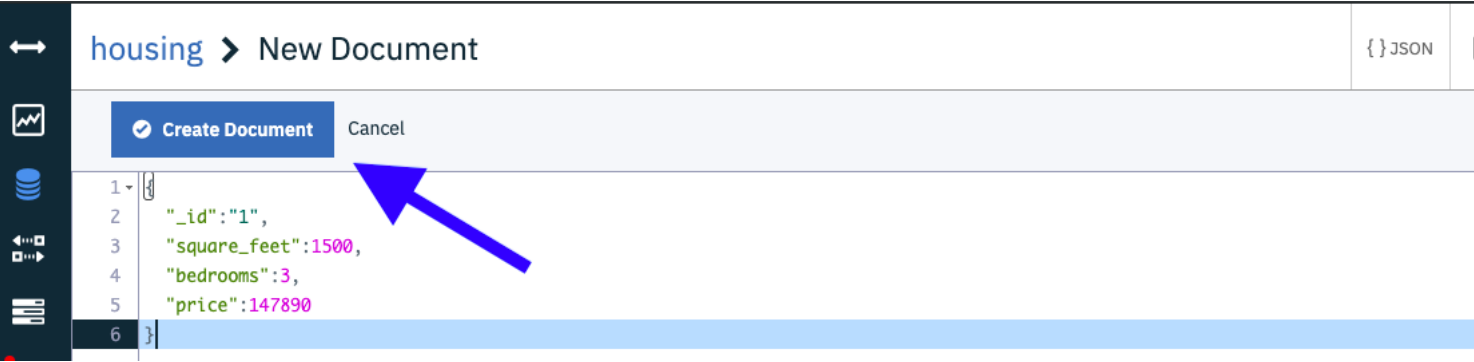 housing > New Document
{ } JSON
Create Document Cancel
1 {
2 "_id":"1",
3 "square_feet":1500,
4 "bedrooms":3,
5 "price":147890
6 }